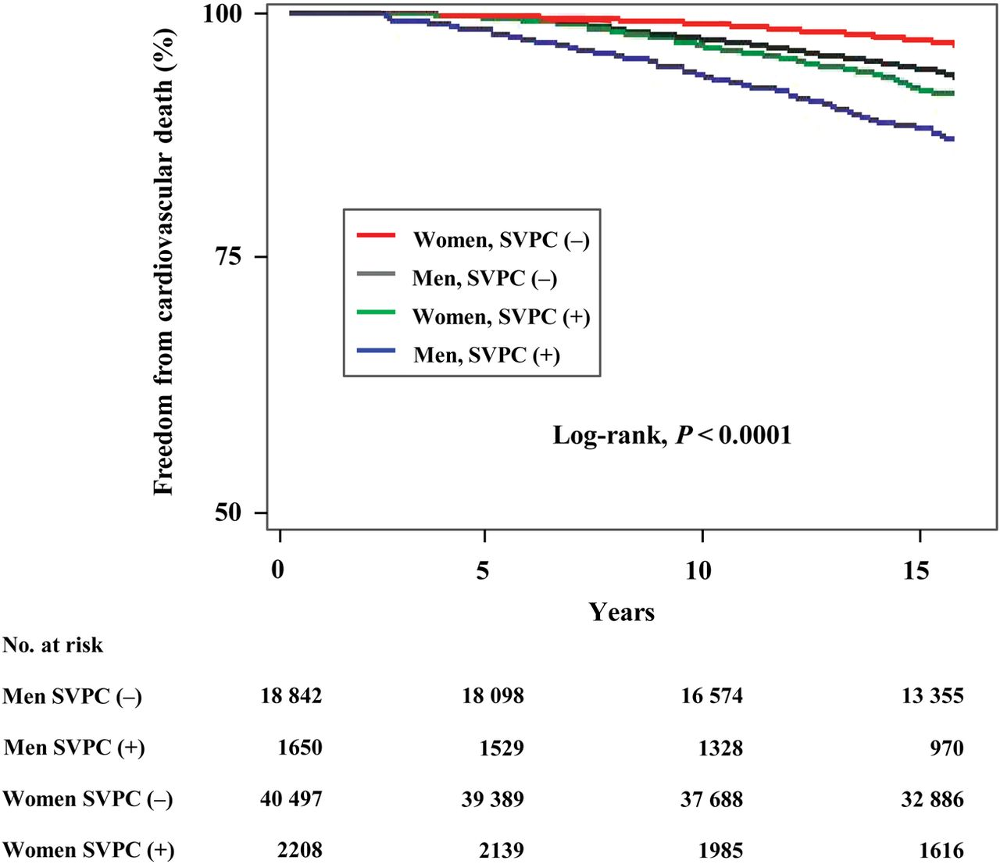 Freedom from cardiovascular death (%)
100
75
50
Women, SVPC (–)
Men, SVPC (–)
Women, SVPC (+)
Men, SVPC (+)
Log-rank, P < 0.0001
0 5 10 15
Years
No. at risk
Men SVPC (–) 18 842 18 098 16 574 13 355
Men SVPC (+) 1650 1529 1328 970
Women SVPC (–) 40 497 39 389 37 688 32 886
Women SVPC (+) 2208 2139 1985 1616